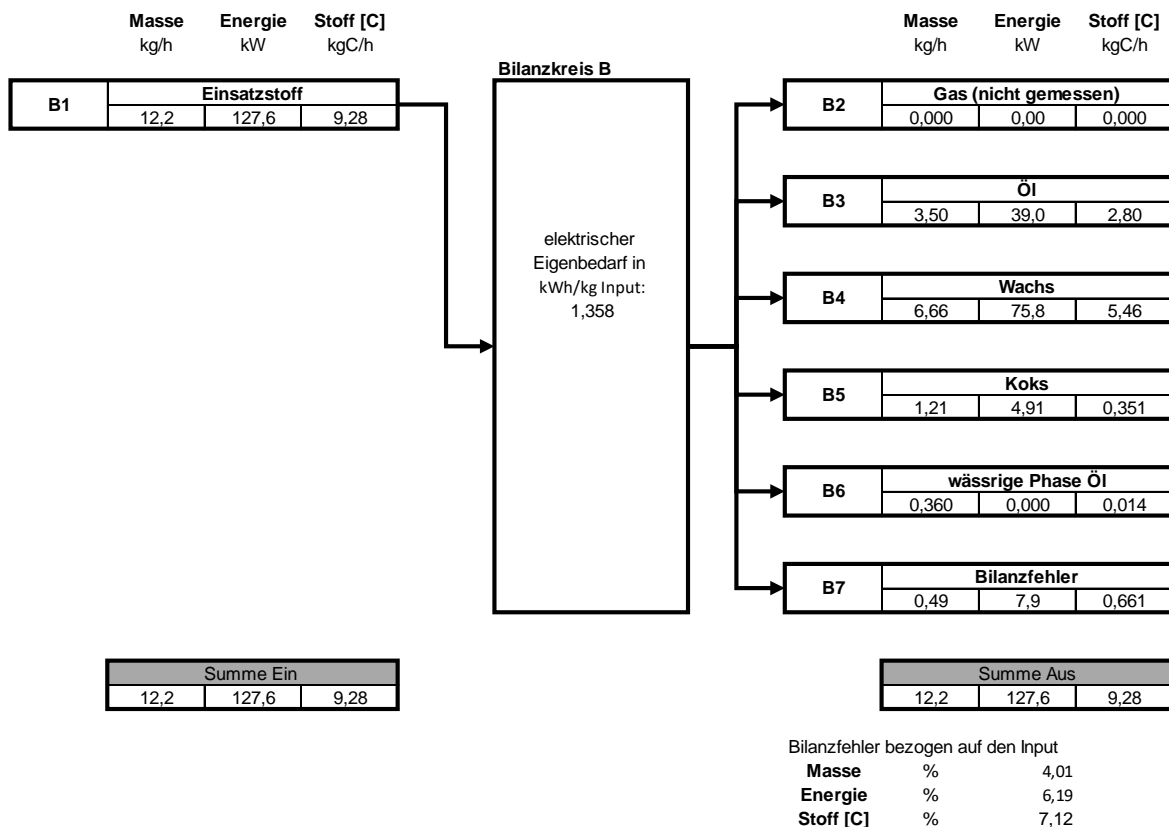 Masse Energie Stoff [C] Masse Energie Stoff [C]
kg/h kW kgC/h kg/h kW kgC/h
Bilanzkreis B
B1 Einsatzstoff
12,2 127,6 9,28
B2 Gas (nicht gemessen)
0,000 0,00 0,000
B3 Öl
3,50 39,0 2,80
elektrischer
Eigenbedarf in
kWh/kg Input:
1,358
B4 Wachs
6,66 75,8 5,46
B5 Koks
1,21 4,91 0,351
B6 wässrige Phase Öl
0,360 0,000 0,014
B7 Bilanzfehler
0,49 7,9 0,661
Summe Ein Summe Aus
12,2 127,6 9,28 12,2 127,6 9,28
Bilanzfehler bezogen auf den Input
Masse % 4,01
Energie % 6,19
Stoff [C] % 7,12